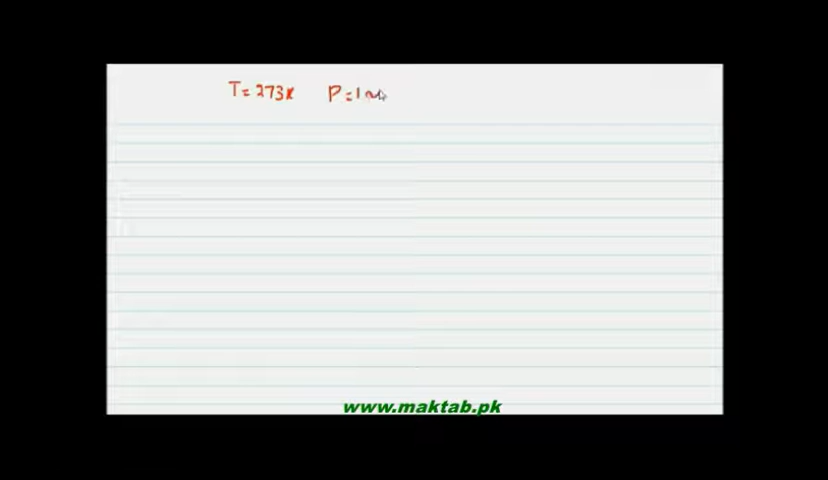 T = 273K P = 1
www.maktab.pk